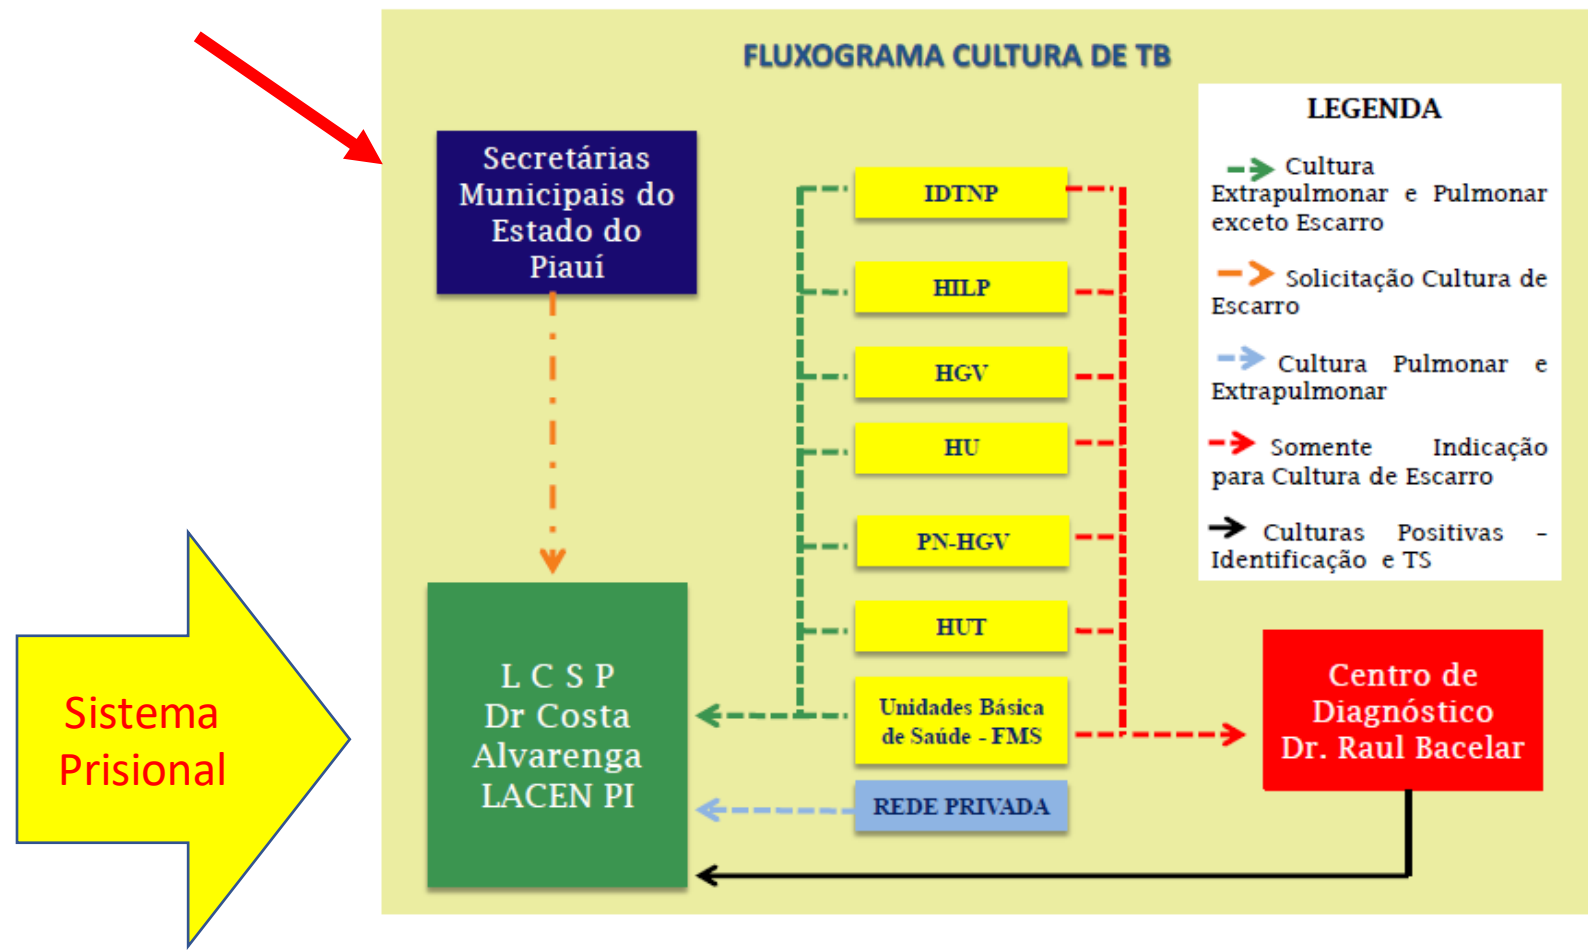 FLUXOGRAMA CULTURA DE TB
Secretárias
Municipais do
Estado do
Piauí
IDTNP
HILP
HGV
HU
PN-HGV
HUT
Unidades Básica
de Saúde - FMS
REDE PRIVADA
L C S P
Dr Costa
Alvarenga
LACEN PI
Sistema
Prisional
Centro de
Diagnóstico
Dr. Raul Bacelar
LEGENDA
Cultura
Extrapulmonar e Pulmonar
exceto Escarro
Solicitação Cultura de
Escarro
Cultura Pulmonar e
Extrapulmonar
Somente Indicação
para Cultura de Escarro
Culturas Positivas –
Identificação e TS